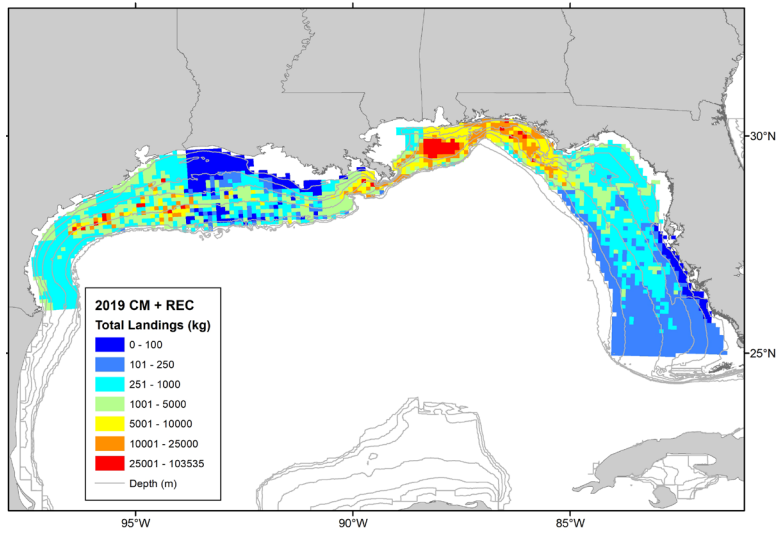 30°N
25°N
2019 CM + REC
Total Landings (kg)
0 - 100
101 - 250
251 - 1000
1001 - 5000
5001 - 10000
10001 - 25000
25001 - 103535
Depth (m)
95°W
90°W
85°W